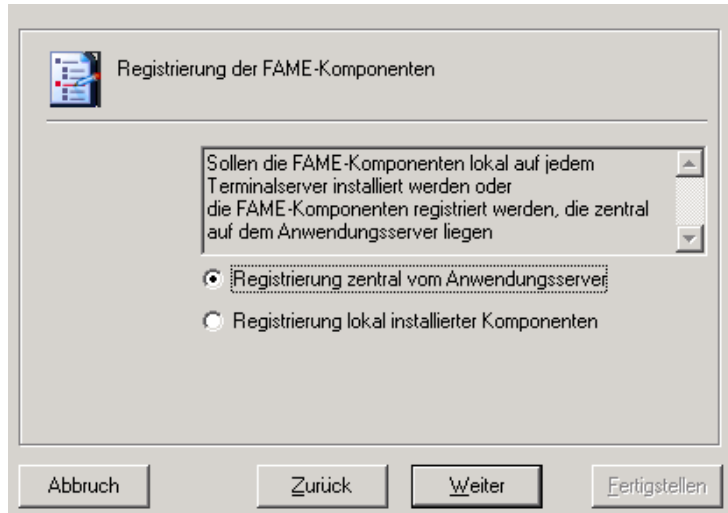 Registrierung der FAME-Komponenten
Sollen die FAME-Komponenten lokal auf jedem
Terminalserver installiert werden oder
die FAME-Komponenten registriert werden, die zentral
auf dem Anwendungsserver liegen
Registrierung zentral vom Anwendungsserver
Registrierung lokal installierter Komponenten
Abbruch
Zurück
Weiter
Fertigstellen